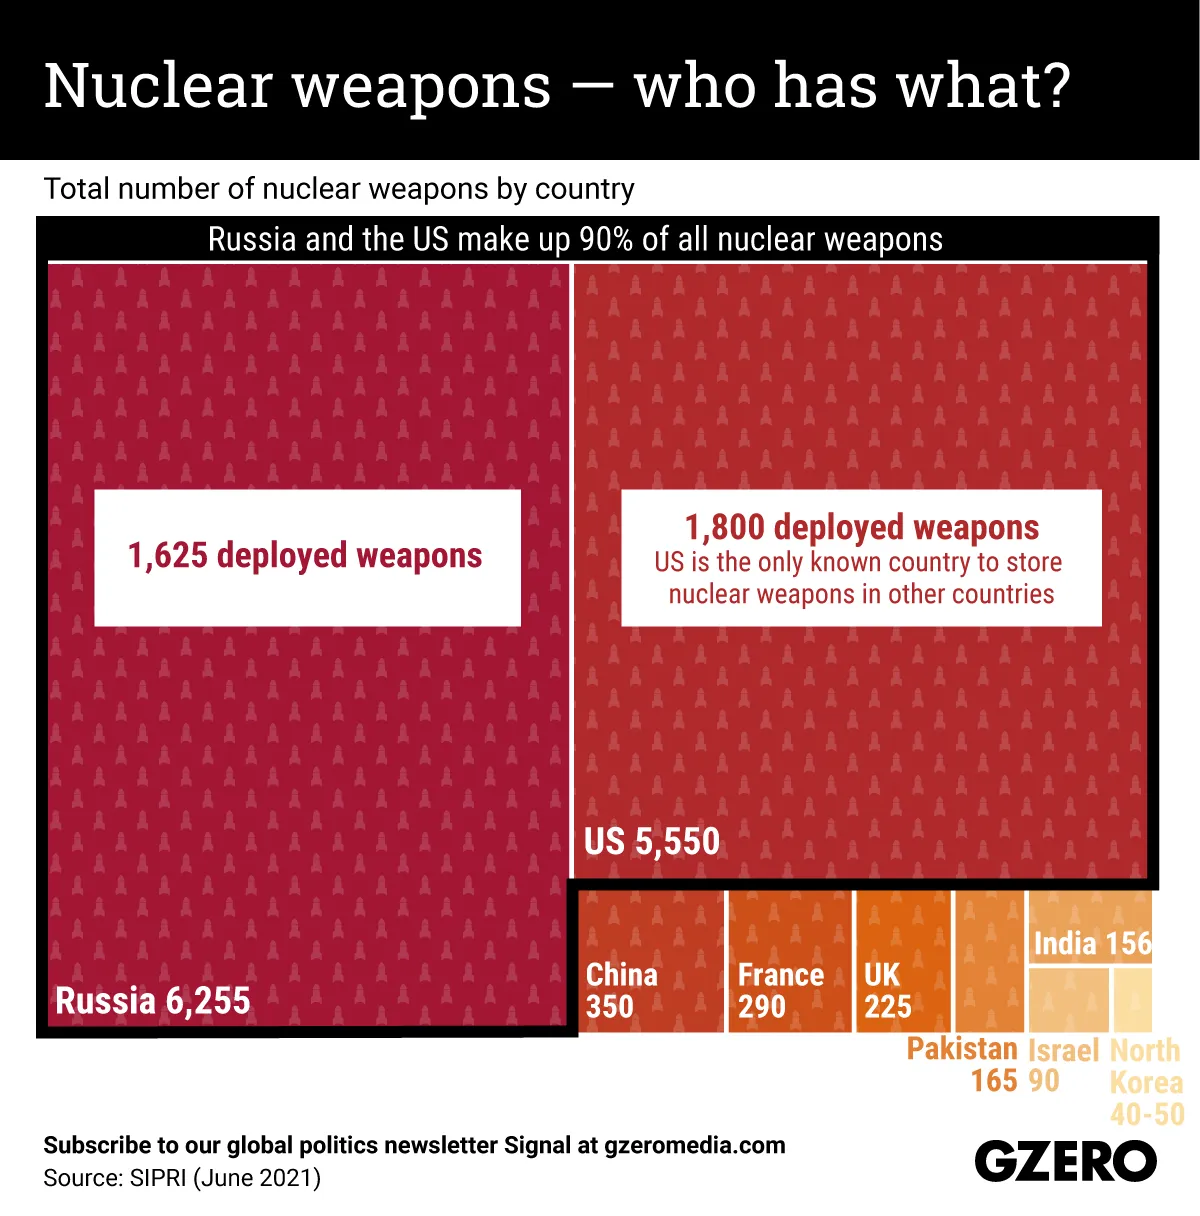 Nuclear weapons — who has what?
Total number of nuclear weapons by country
Russia and the US make up 90% of all nuclear weapons
1,625 deployed weapons
1,800 deployed weapons
US is the only known country to store
nuclear weapons in other countries
US 5,550
Russia 6,255
China
350
France
290
UK
225
Pakistan
165
India 156
Israel
90
North
Korea
40-50
Subscribe to our global politics newsletter Signal at gzeromedia.com
Source: SIPRI (June 2021)
GZERO